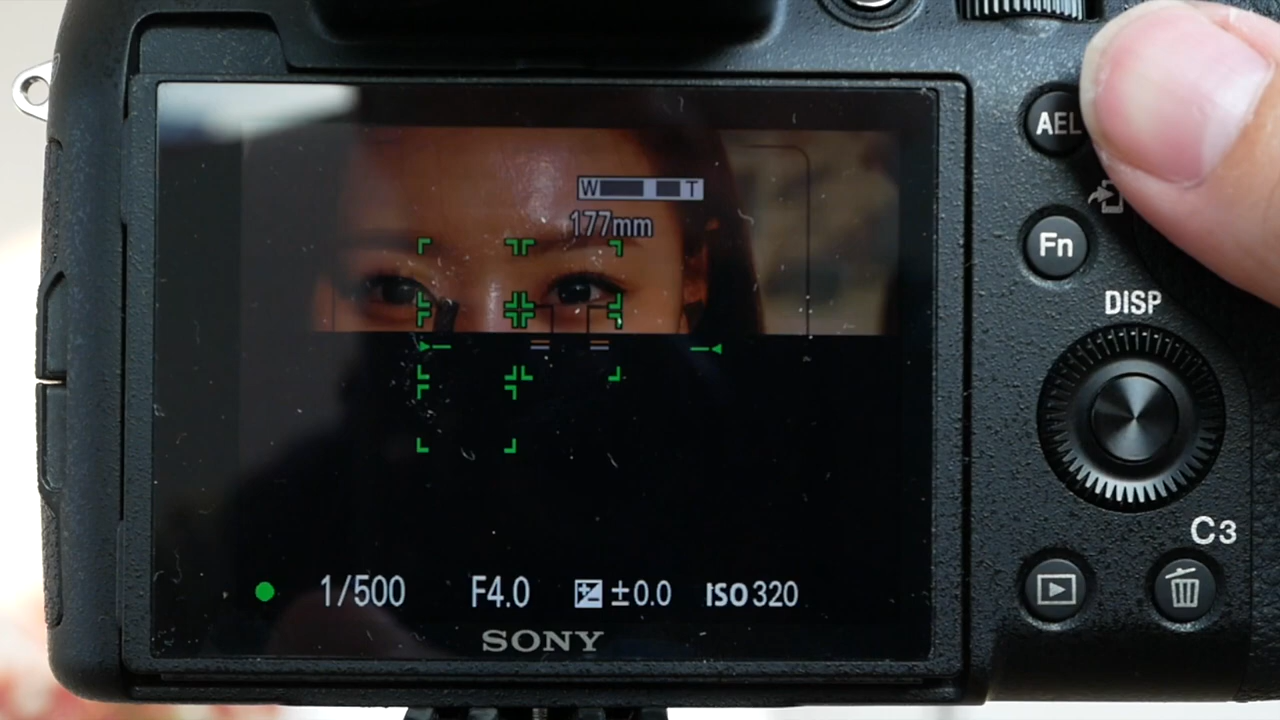 AEL
W T
177mm
Fn
DISP
C3
1/500 F4.0 ±0.0 ISO 320
SONY